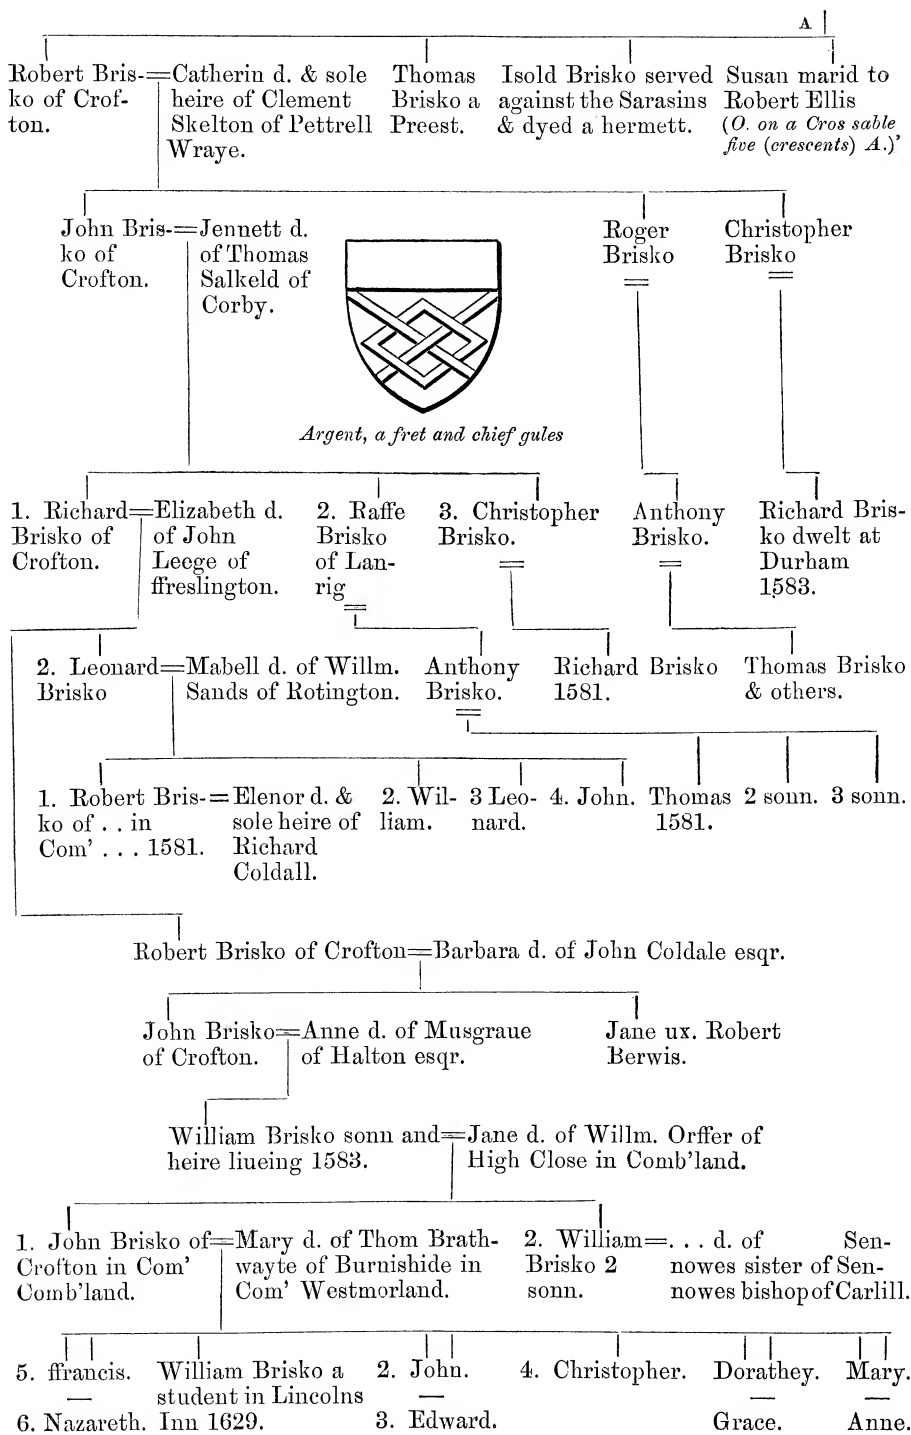 A
Robert Bris-
ko of Crof-
ton.
Catherin d. & sole
heire of Clement
Skelton of Pettrell
Wraye.
Thomas
Brisko a
Preest.
Isold Brisko served
against the Sarasins
& dyed a hermett.
Susan marid to
Robert Ellis
(O. on a Cros sable
five (crescents) A.)'
John Bris-
ko of
Crofton.
Jennett d.
of Thomas
Salkeld of
Corby.
Roger
Brisko
Christopher
Brisko
Argent, a fret and chief gules
1. Richard
Brisko of
Crofton.
Elizabeth d.
of John
Leege of
ffreslington.
2. Raffe
Brisko
of Lan-
rig
3. Christopher
Brisko.
Anthony
Brisko.
Richard Bris-
ko dwelt at
Durham
1583.
2. Leonard
Brisko
Mabell d. of Willm.
Sands of Rotington.
Anthony
Brisko.
Richard Brisko
1581.
Thomas Brisko
& others.
1. Robert Bris-
ko of . . in
Com' . . . 1581.
Elenor d. &
sole heire of
Richard
Coldall.
2. Wil-
liam.
3 Leo-
nard.
4. John.
Thomas
1581.
2 sonn.
3 sonn.
Robert Brisko of Crofton
Barbara d. of John Coldale esqr.
John Brisko
of Crofton.
Anne d. of Musgraue
of Halton esqr.
Jane ux. Robert
Berwis.
William Brisko sonn and
heire liueing 1583.
Jane d. of Willm. Orffer of
High Close in Comb'land.
1. John Brisko of
Crofton in Com'
Comb'land.
Mary d. of Thom Brath-
wayte of Burnishide in
Com' Westmorland.
2. William
Brisko 2
sonn.
. . . d. of Sen-
nowes sister of Sen-
nowes bishop of Carlill.
5. ffrancis.
6. Nazareth.
William Brisko a
student in Lincolns
Inn 1629.
2. John.
3. Edward.
4. Christopher.
Dorathey.
Grace.
Mary.
Anne.